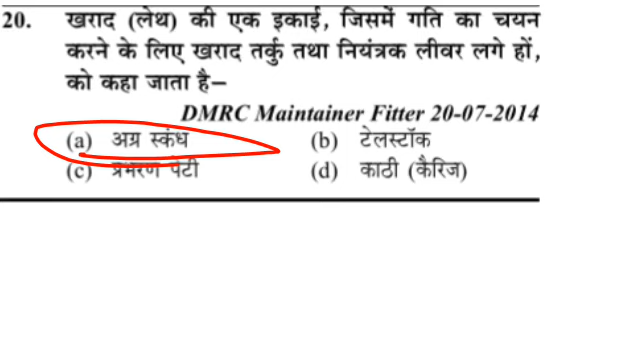 20. खराद (लेथ) की एक इकाई, जिसमें गति का चयन
करने के लिए खराद तर्कु तथा नियंत्रक लीवर लगे हों,
को कहा जाता है–
DMRC Maintainer Fitter 20-07-2014
(a) अग्र स्कंध (b) टेलस्टॉक
(c) प्रभरण पेटी (d) काठी (कैरिज)